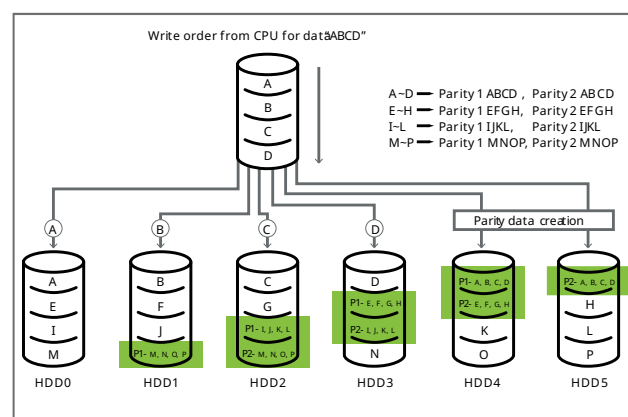 Write order from CPU for data“ABCD”
A
B
C
D
A~D Parity 1 ABCD , Parity 2 ABCD
E~H Parity 1 EFGH, Parity 2 EFGH
I~L Parity 1 IJKL, Parity 2 IJKL
M~P Parity 1 MNOP, Parity 2 MNOP
Parity data creation
A B C D
A B C D P1- A, B, C, D P2- A, B, C, D
E F G P1- E, F, G, H P2- E, F, G, H H
I J P1- I, J, K, L P2- I, J, K, L K L
M P1- M, N, O, P P2- M, N, O, P N O P
HDD0 HDD1 HDD2 HDD3 HDD4 HDD5